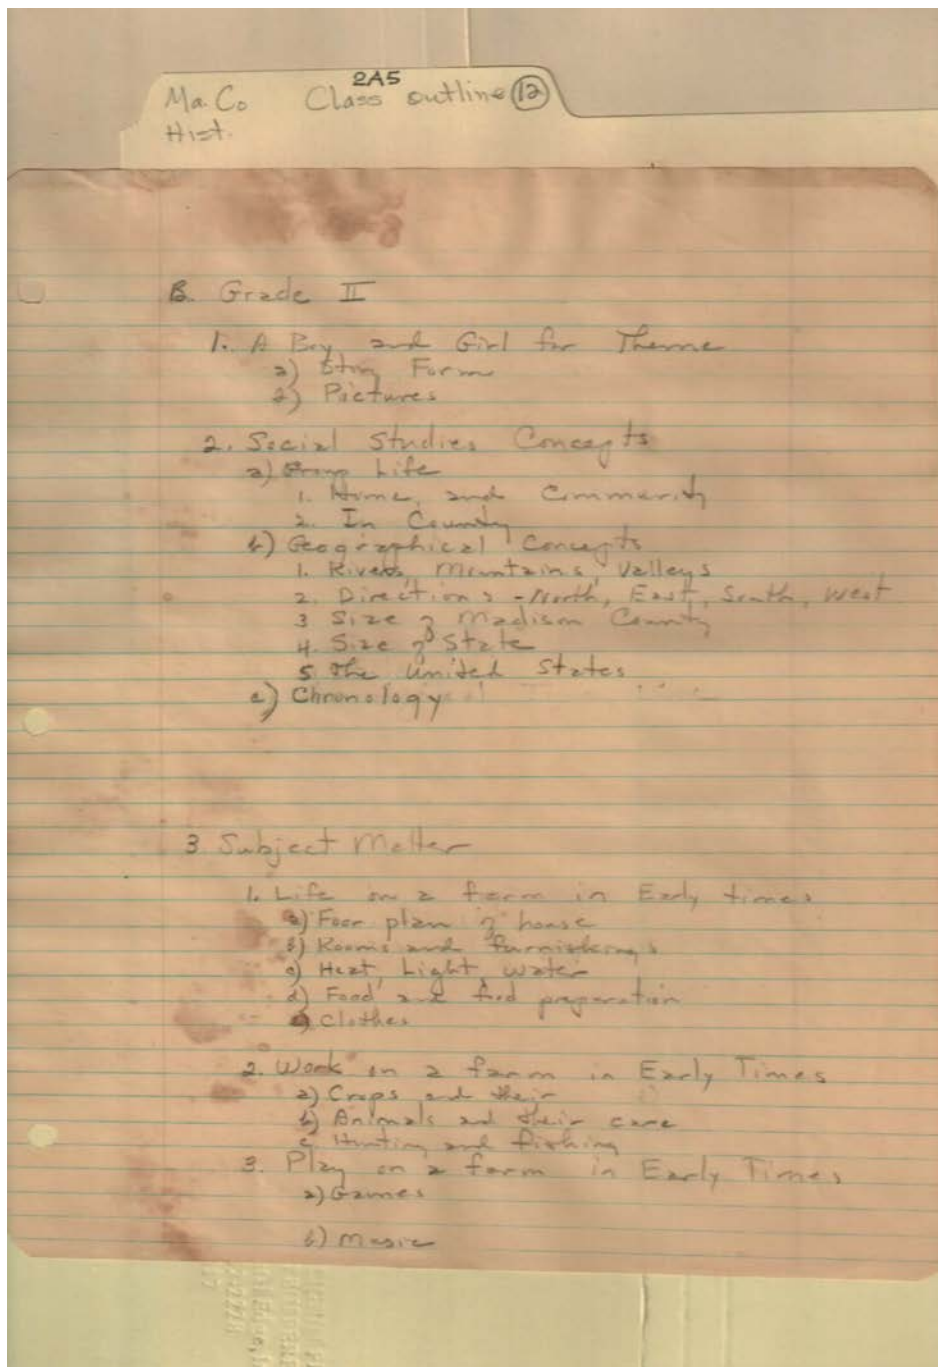 2A5
Ma. Co Class outline 12
Hist.
B. Grade II
1. A Boy and Girl for Theme
a) Story Form
2) Pictures
2. Social Studies Concepts
a) Group Life
1. Home, and Community
2. In County
b) Geographical Concepts
1. Rivers, Mountains, Valleys
2. Directions - North, East, South, West
3 Size of Madison County
4. Size of State
5 The United States
c) Chronology
3. Subject Matter
1. Life on a farm in Early times
a) Foor plan of house
b) Rooms and furnishings
c) Heat, Light, Water
d) Food and food preparation
e) Clothes
2. Work on a farm in Early Times
a) Crops and their
b) Animals and their care
c. Hunting and fishing
3. Play on a farm in Early Times
a) Games
b) Music